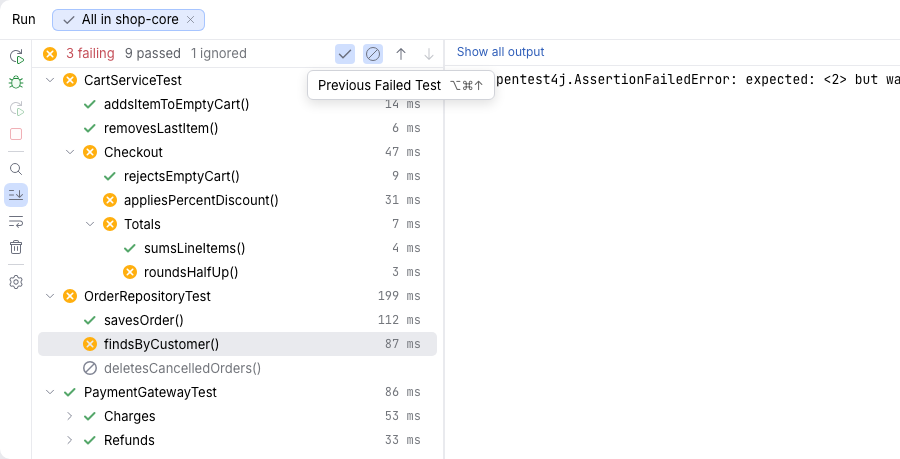 Run All in shop-core
3 failing 9 passed 1 ignored
Show all output
CartServiceTest
Previous Failed Test ⌥⌘↑
pentest4j.AssertionFailedError: expected: <2> but wa
addsItemToEmptyCart() 14 ms
removesLastItem() 6 ms
Checkout 47 ms
rejectsEmptyCart() 9 ms
appliesPercentDiscount() 31 ms
Totals 7 ms
sumsLineItems() 4 ms
roundsHalfUp() 3 ms
OrderRepositoryTest 199 ms
savesOrder() 112 ms
findsByCustomer() 87 ms
deletesCancelledOrders()
PaymentGatewayTest 86 ms
Charges 53 ms
Refunds 33 ms